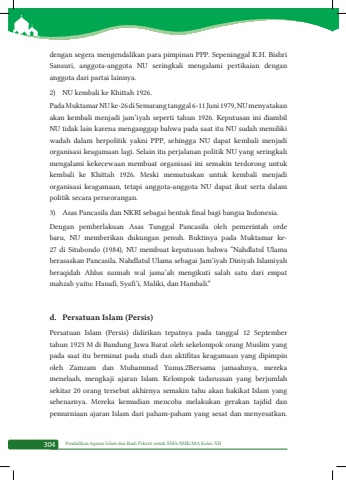 dengan segera mengendalikan para pimpinan PPP. Sepeninggal K.H. Bishri
Sansuri, anggota-anggota NU seringkali mengalami pertikaian dengan
anggota dari partai lainnya.
2) NU kembali ke Khittah 1926.
Pada Muktamar NU ke-26 di Semarang tanggal 6-11 Juni 1979, NU menyatakan
akan kembali menjadi jam'iyah seperti tahun 1926. Keputusan ini diambil
NU tidak lain karena menganggap bahwa pada saat itu NU sudah memiliki
wadah dalam berpolitik yakni PPP, sehingga NU dapat kembali menjadi
organisasi keagamaan lagi. Selain itu perjalanan politik NU yang seringkali
mengalami kekecewaan membuat organisasi ini semakin terdorong untuk
kembali ke Khittah 1926. Meski memutuskan untuk kembali menjadi
organisasi keagamaan, tetapi anggota-anggota NU dapat ikut serta dalam
politik secara perseorangan.
3) Asas Pancasila dan NKRI sebagai bentuk final bagi bangsa Indonesia.
Dengan pemberlakuan Asas Tunggal Pancasila oleh pemerintah orde
baru, NU memberikan dukungan penuh. Buktinya pada Muktamar ke-
27 di Situbondo (1984), NU membuat keputusan bahwa "Nahdlatul Ulama
berasaskan Pancasila. Nahdlatul Ulama sebagai Jam'iyah Diniyah Islamiyah
beraqidah Ahlus sunnah wal jama'ah mengikuti salah satu dari empat
mahzab yaitu: Hanafi, Syafi'i, Maliki, dan Hambali."
d. Persatuan Islam (Persis)
Persatuan Islam (Persis) didirikan tepatnya pada tanggal 12 September
tahun 1923 M di Bandung Jawa Barat oleh sekelompok orang Muslim yang
pada saat itu berminat pada studi dan aktifitas keagamaan yang dipimpin
oleh Zamzam dan Muhammad Yunus.2Bersama jamaahnya, mereka
menelaah, mengkaji ajaran Islam. Kelompok tadarussan yang berjumlah
sekitar 20 orang tersebut akhirnya semakin tahu akan hakikat Islam yang
sebenarnya. Mereka kemudian mencoba melakukan gerakan tajdid dan
pemurniaan ajaran Islam dari paham-paham yang sesat dan menyesatkan.
304 Pendidikan Agama Islam dan Budi Pekerti untuk SMA/SMK/MA Kelas XII